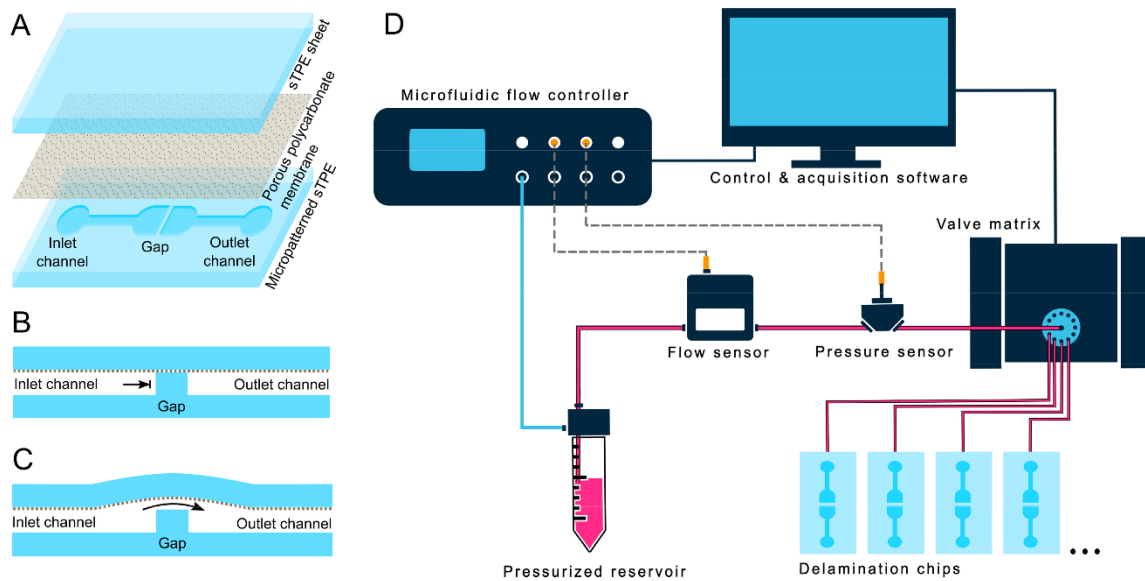 A
sTPE sheet
Porous polycarbonate
membrane
Micropatterned sTPE
Inlet
channel
Gap
Outlet
channel
B
Inlet channel
Outlet channel
Gap
C
Inlet channel
Outlet channel
Gap
D
Microfluidic flow controller
Control & acquisition software
Valve matrix
Flow sensor
Pressure sensor
Pressurized reservoir
Delamination chips
...